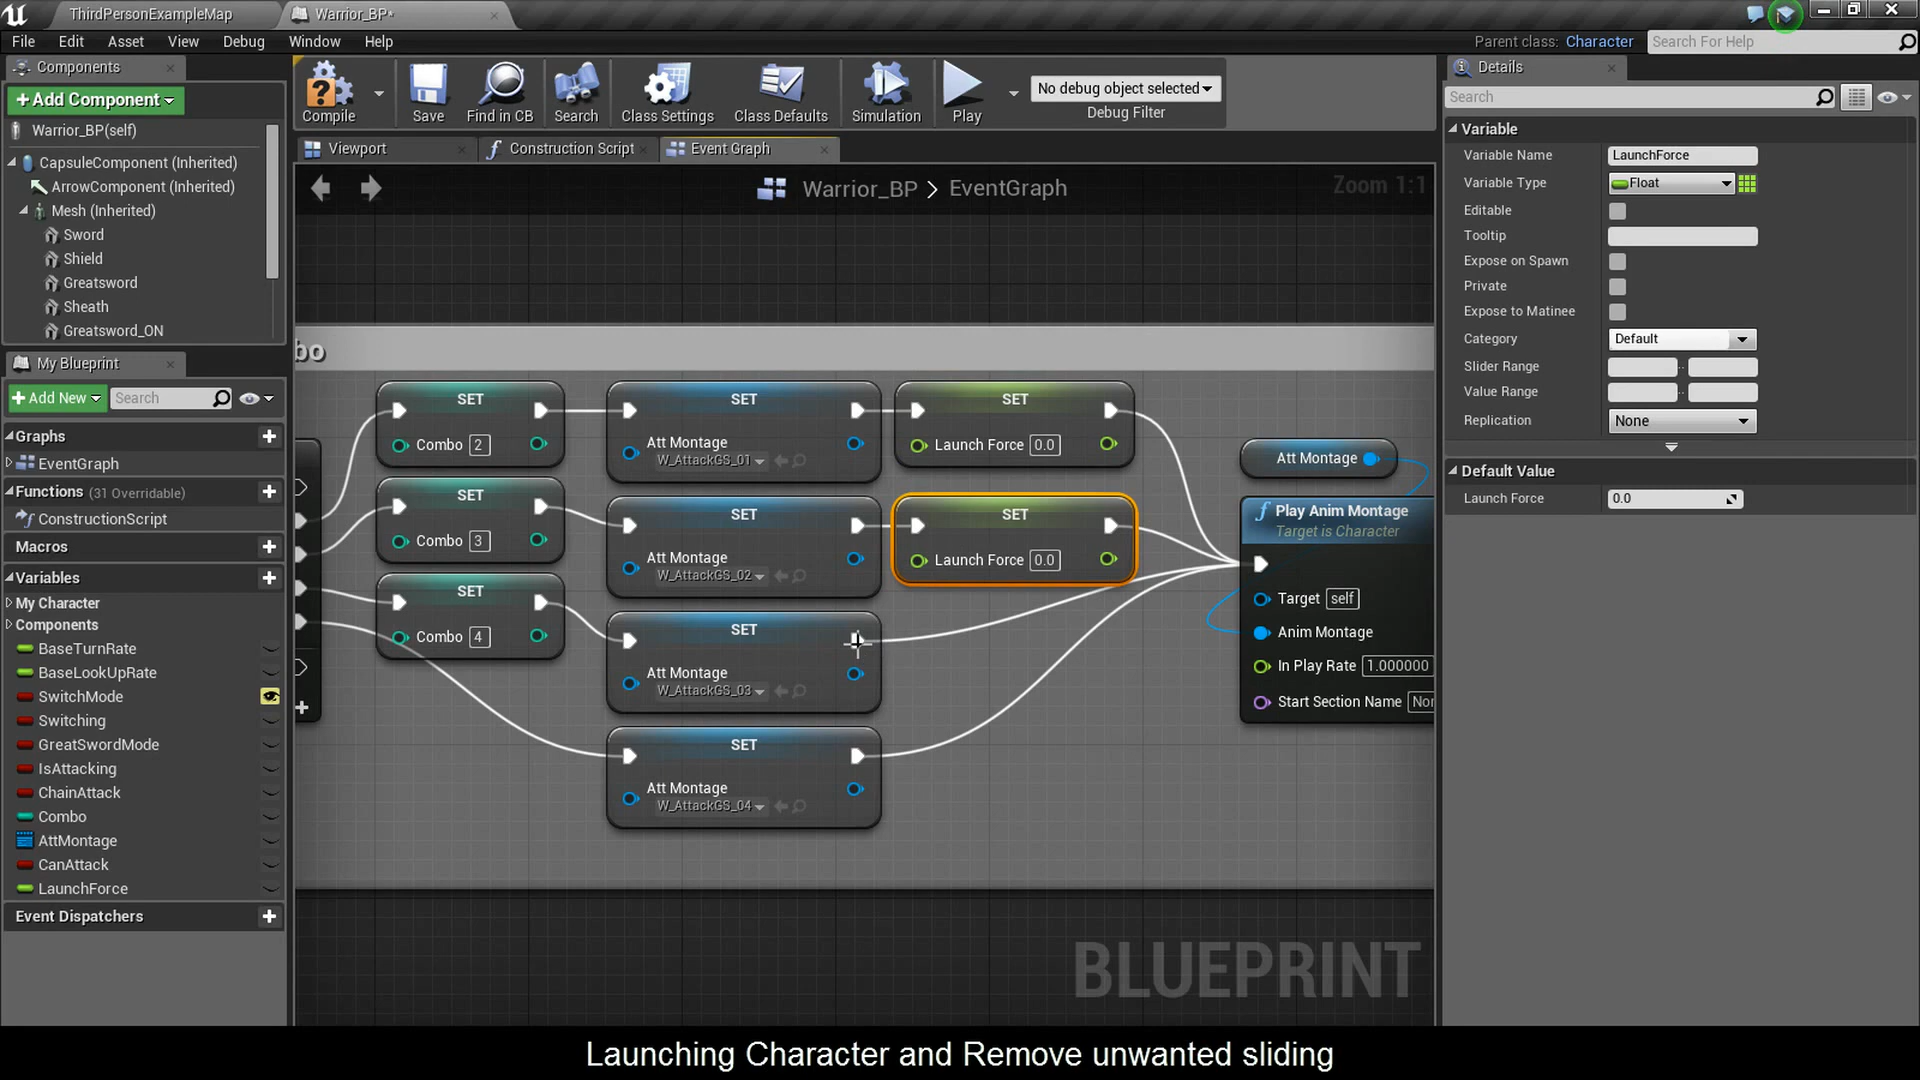 ThirdPersonExampleMap
Warrior_BP*
File Edit Asset View Debug Window Help
Parent class: Character
Search For Help
Components
+Add Component
Warrior_BP(self)
CapsuleComponent (Inherited)
ArrowComponent (Inherited)
Mesh (Inherited)
Sword
Shield
Greatsword
Sheath
Greatsword_ON
My Blueprint
+Add New
Search
Graphs
EventGraph
Functions (31 Overridable)
ConstructionScript
Macros
Variables
My Character
Components
BaseTurnRate
BaseLookUpRate
SwitchMode
Switching
GreatSwordMode
IsAttacking
ChainAttack
Combo
AttMontage
CanAttack
LaunchForce
Event Dispatchers
Compile
Save
Find in CB
Search
Class Settings
Class Defaults
Simulation
Play
No debug object selected
Debug Filter
Viewport
Construction Script
Event Graph
Warrior_BP > EventGraph
Zoom 1:1
bo
SET
Combo 2
SET
Combo 3
SET
Combo 4
SET
Att Montage
W_AttackGS_01
SET
Att Montage
W_AttackGS_02
SET
Att Montage
W_AttackGS_03
SET
Att Montage
W_AttackGS_04
SET
Launch Force 0.0
SET
Launch Force 0.0
Att Montage
Play Anim Montage
Target is Character
Target self
Anim Montage
In Play Rate 1.000000
Start Section Name Nor
BLUEPRINT
Details
Search
Variable
Variable Name LaunchForce
Variable Type Float
Editable
Tooltip
Expose on Spawn
Private
Expose to Matinee
Category Default
Slider Range
Value Range
Replication None
Default Value
Launch Force 0.0
Launching Character and Remove unwanted sliding